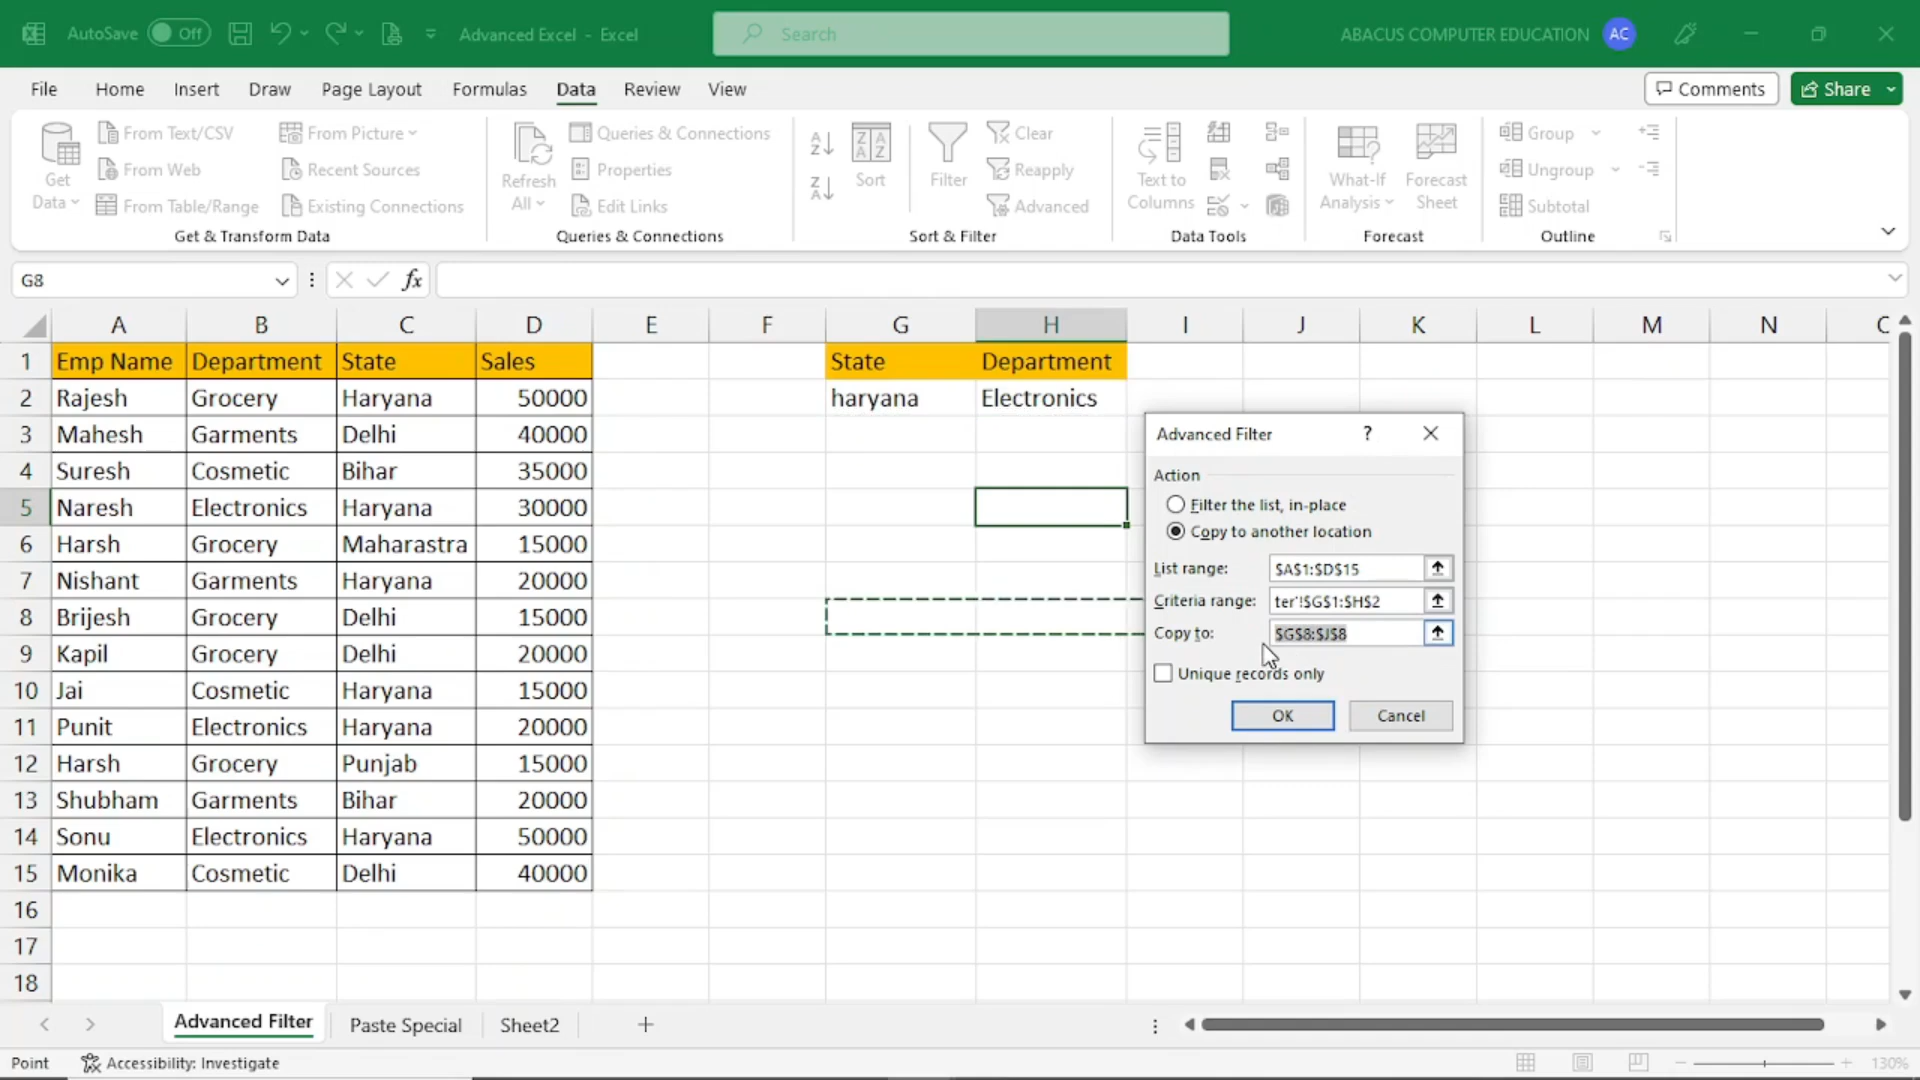 AutoSave Off Advanced Excel - Excel Search ABACUS COMPUTER EDUCATION AC
File Home Insert Draw Page Layout Formulas Data Review View Comments Share
Get Data
From Text/CSV
From Web
From Table/Range
From Picture
Recent Sources
Existing Connections
Get & Transform Data
Refresh All
Queries & Connections
Properties
Edit Links
Queries & Connections
Sort
Filter
Clear
Reapply
Advanced
Sort & Filter
Text to Columns
Data Tools
What-If Analysis
Forecast Sheet
Forecast
Group
Ungroup
Subtotal
Outline
G8 fx
A B C D E F G H I J K L M N
1 Emp Name Department State Sales State Department
2 Rajesh Grocery Haryana 50000 haryana Electronics
3 Mahesh Garments Delhi 40000
4 Suresh Cosmetic Bihar 35000
5 Naresh Electronics Haryana 30000
6 Harsh Grocery Maharastra 15000
7 Nishant Garments Haryana 20000
8 Brijesh Grocery Delhi 15000
9 Kapil Grocery Delhi 20000
10 Jai Cosmetic Haryana 15000
11 Punit Electronics Haryana 20000
12 Harsh Grocery Punjab 15000
13 Shubham Garments Bihar 20000
14 Sonu Electronics Haryana 50000
15 Monika Cosmetic Delhi 40000
16
17
18
Advanced Filter ?
Action
Filter the list, in-place
Copy to another location
List range: $A$1:$D$15
Criteria range: ter'!$G$1:$H$2
Copy to: $G$8:$J$8
Unique records only
OK Cancel
Advanced Filter Paste Special Sheet2
Point Accessibility: Investigate 130%